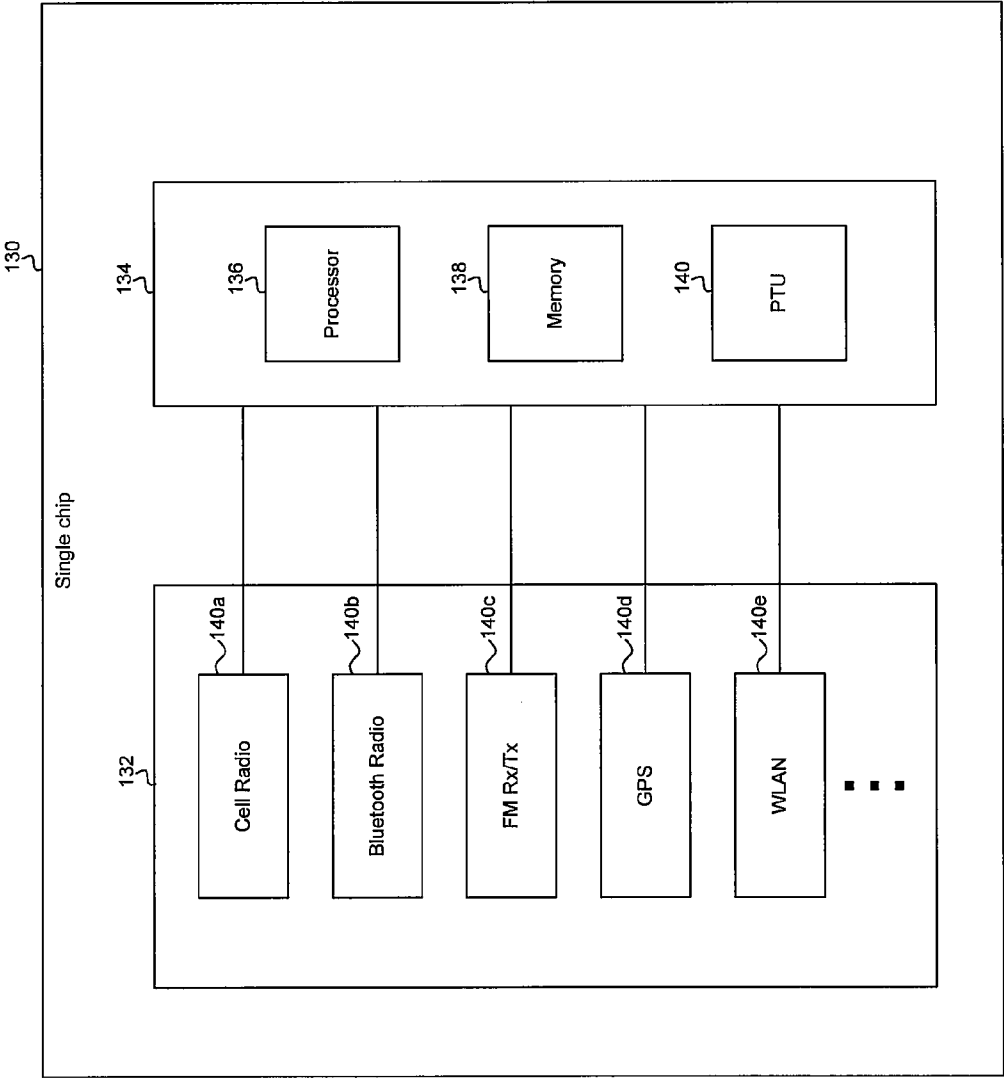 Single chip
130
132
Cell Radio
140a
Bluetooth Radio
140b
FM Rx/Tx
140c
GPS
140d
WLAN
140e
134
Processor
136
Memory
138
PTU
140